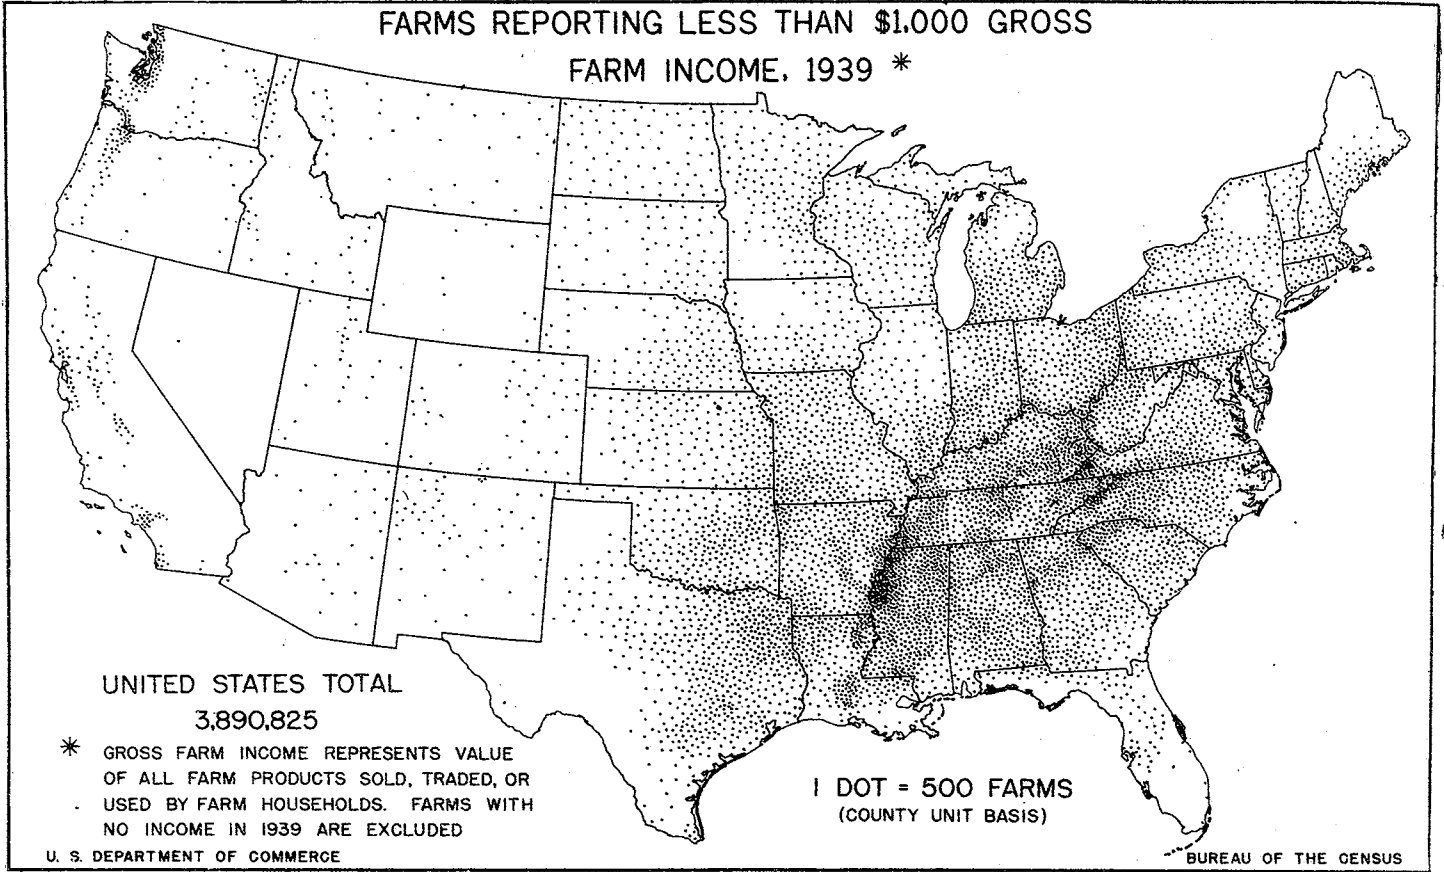 FARMS REPORTING LESS THAN $1,000 GROSS
FARM INCOME, 1939 *
UNITED STATES TOTAL
3,890,825
* GROSS FARM INCOME REPRESENTS VALUE
OF ALL FARM PRODUCTS SOLD, TRADED, OR
USED BY FARM HOUSEHOLDS. FARMS WITH
NO INCOME IN 1939 ARE EXCLUDED
1 DOT = 500 FARMS
(COUNTY UNIT BASIS)
U. S. DEPARTMENT OF COMMERCE
BUREAU OF THE CENSUS